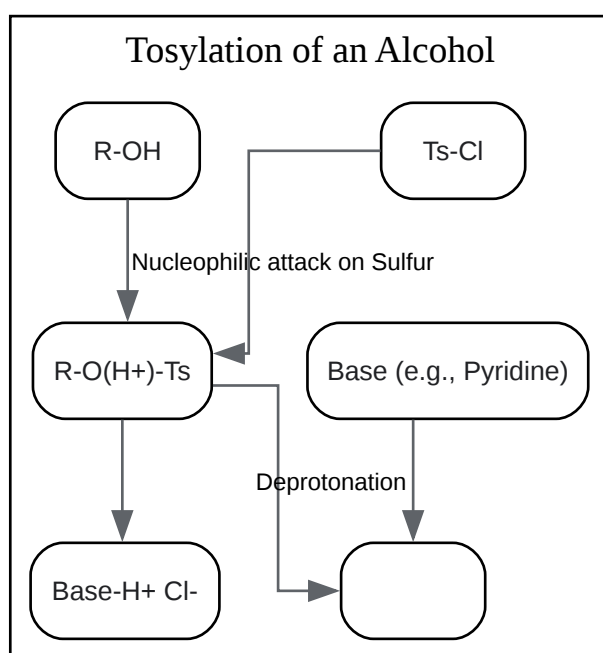 Tosylation of an Alcohol
R-OH
Ts-Cl
Nucleophilic attack on Sulfur
R-O(H+)-Ts
Base (e.g., Pyridine)
Deprotonation
Base-H+ Cl-